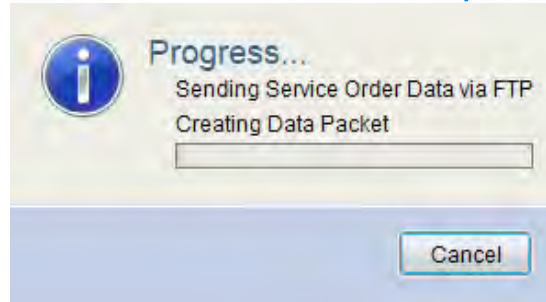 Progress...
Sending Service Order Data via FTP
Creating Data Packet
Cancel